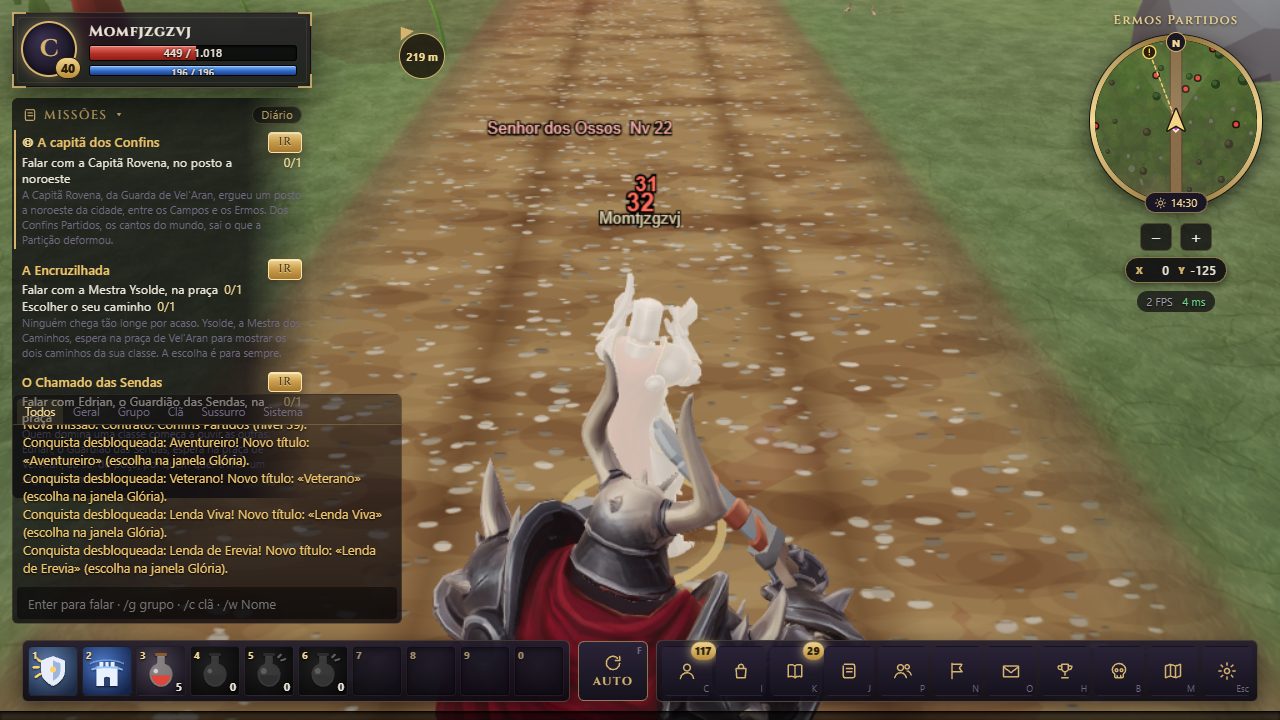 C
40
MOMFJZGZVJ
449 / 1.018
196 / 196
219 m
MISSÕES
Diário
A capitã dos Confins
IR
Falar com a Capitã Rovena, no posto a noroeste
0/1
A Capitã Rovena, da Guarda de Vel'Aran, ergueu um posto
a noroeste da cidade, entre os Campos e os Ermos. Dos
Confins Partidos, os cantos do mundo, sai o que a
Partição deformou.
A Encruzilhada
IR
Falar com a Mestra Ysolde, na praça 0/1
Escolher o seu caminho 0/1
Ninguém chega tão longe por acaso. Ysolde, a Mestra dos
Caminhos, espera na praça de Vel'Aran para mostrar os
dois caminhos da sua classe. A escolha é para sempre.
O Chamado das Sendas
IR
Falar com Edrian, o Guardião das Sendas, na
praça
0/1
Todos Geral Grupo Clã Sussurro Sistema
Nova missão: Contrato: Confins Partidos (nível 39).
Conquista desbloqueada: Aventureiro! Novo título:
«Aventureiro» (escolha na janela Glória).
Conquista desbloqueada: Veterano! Novo título: «Veterano»
(escolha na janela Glória).
Conquista desbloqueada: Lenda Viva! Novo título: «Lenda Viva»
(escolha na janela Glória).
Conquista desbloqueada: Lenda de Erevia! Novo título: «Lenda
de Erevia» (escolha na janela Glória).
Enter para falar · /g grupo · /c clã · /w Nome
Senhor dos Ossos Nv 22
31
32
Momfjzgzvj
ERMOS PARTIDOS
N
!
14:30
− +
X 0 Y -125
2 FPS 4 ms
1 2 3 5 4 0 5 0 6 0 7 8 9 0
F
AUTO
117 29
C I K J P N O H B M Esc